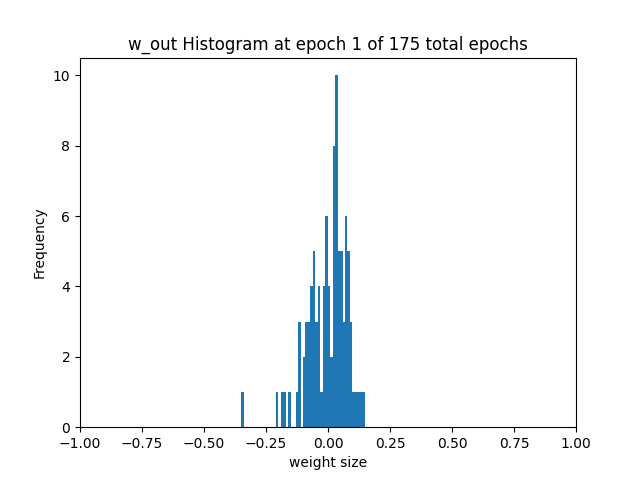 w_out Histogram at epoch 1 of 175 total epochs
10
8
6
4
2
0
Frequency
−1.00 −0.75 −0.50 −0.25 0.00 0.25 0.50 0.75 1.00
weight size